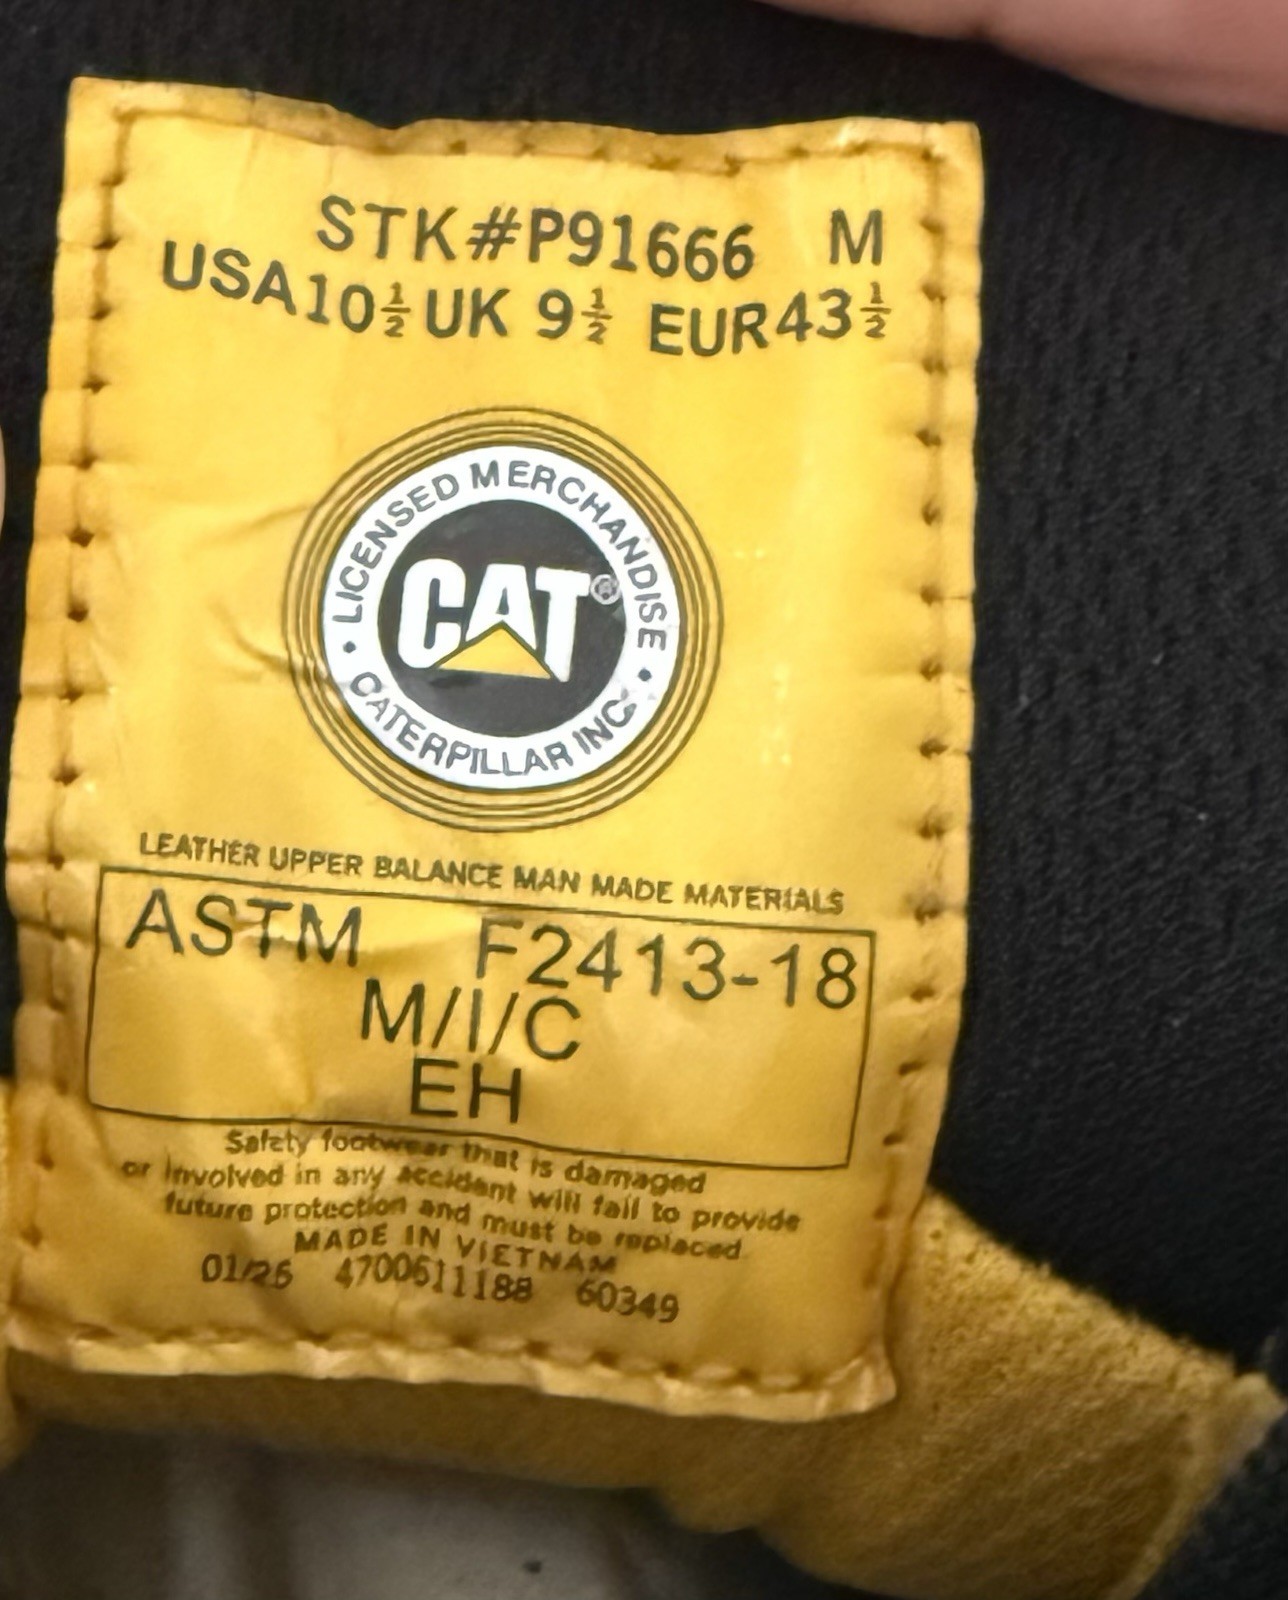 STK#P91666 M
USA10½ UK 9½ EUR43½
LICENSED MERCHANDISE
CAT®
CATERPILLAR INC.
LEATHER UPPER BALANCE MAN MADE MATERIALS
ASTM F2413-18
M/I/C
EH
Safety footwear that is damaged
or involved in any accident will fail to provide
future protection and must be replaced
MADE IN VIETNAM
4700611188 60349